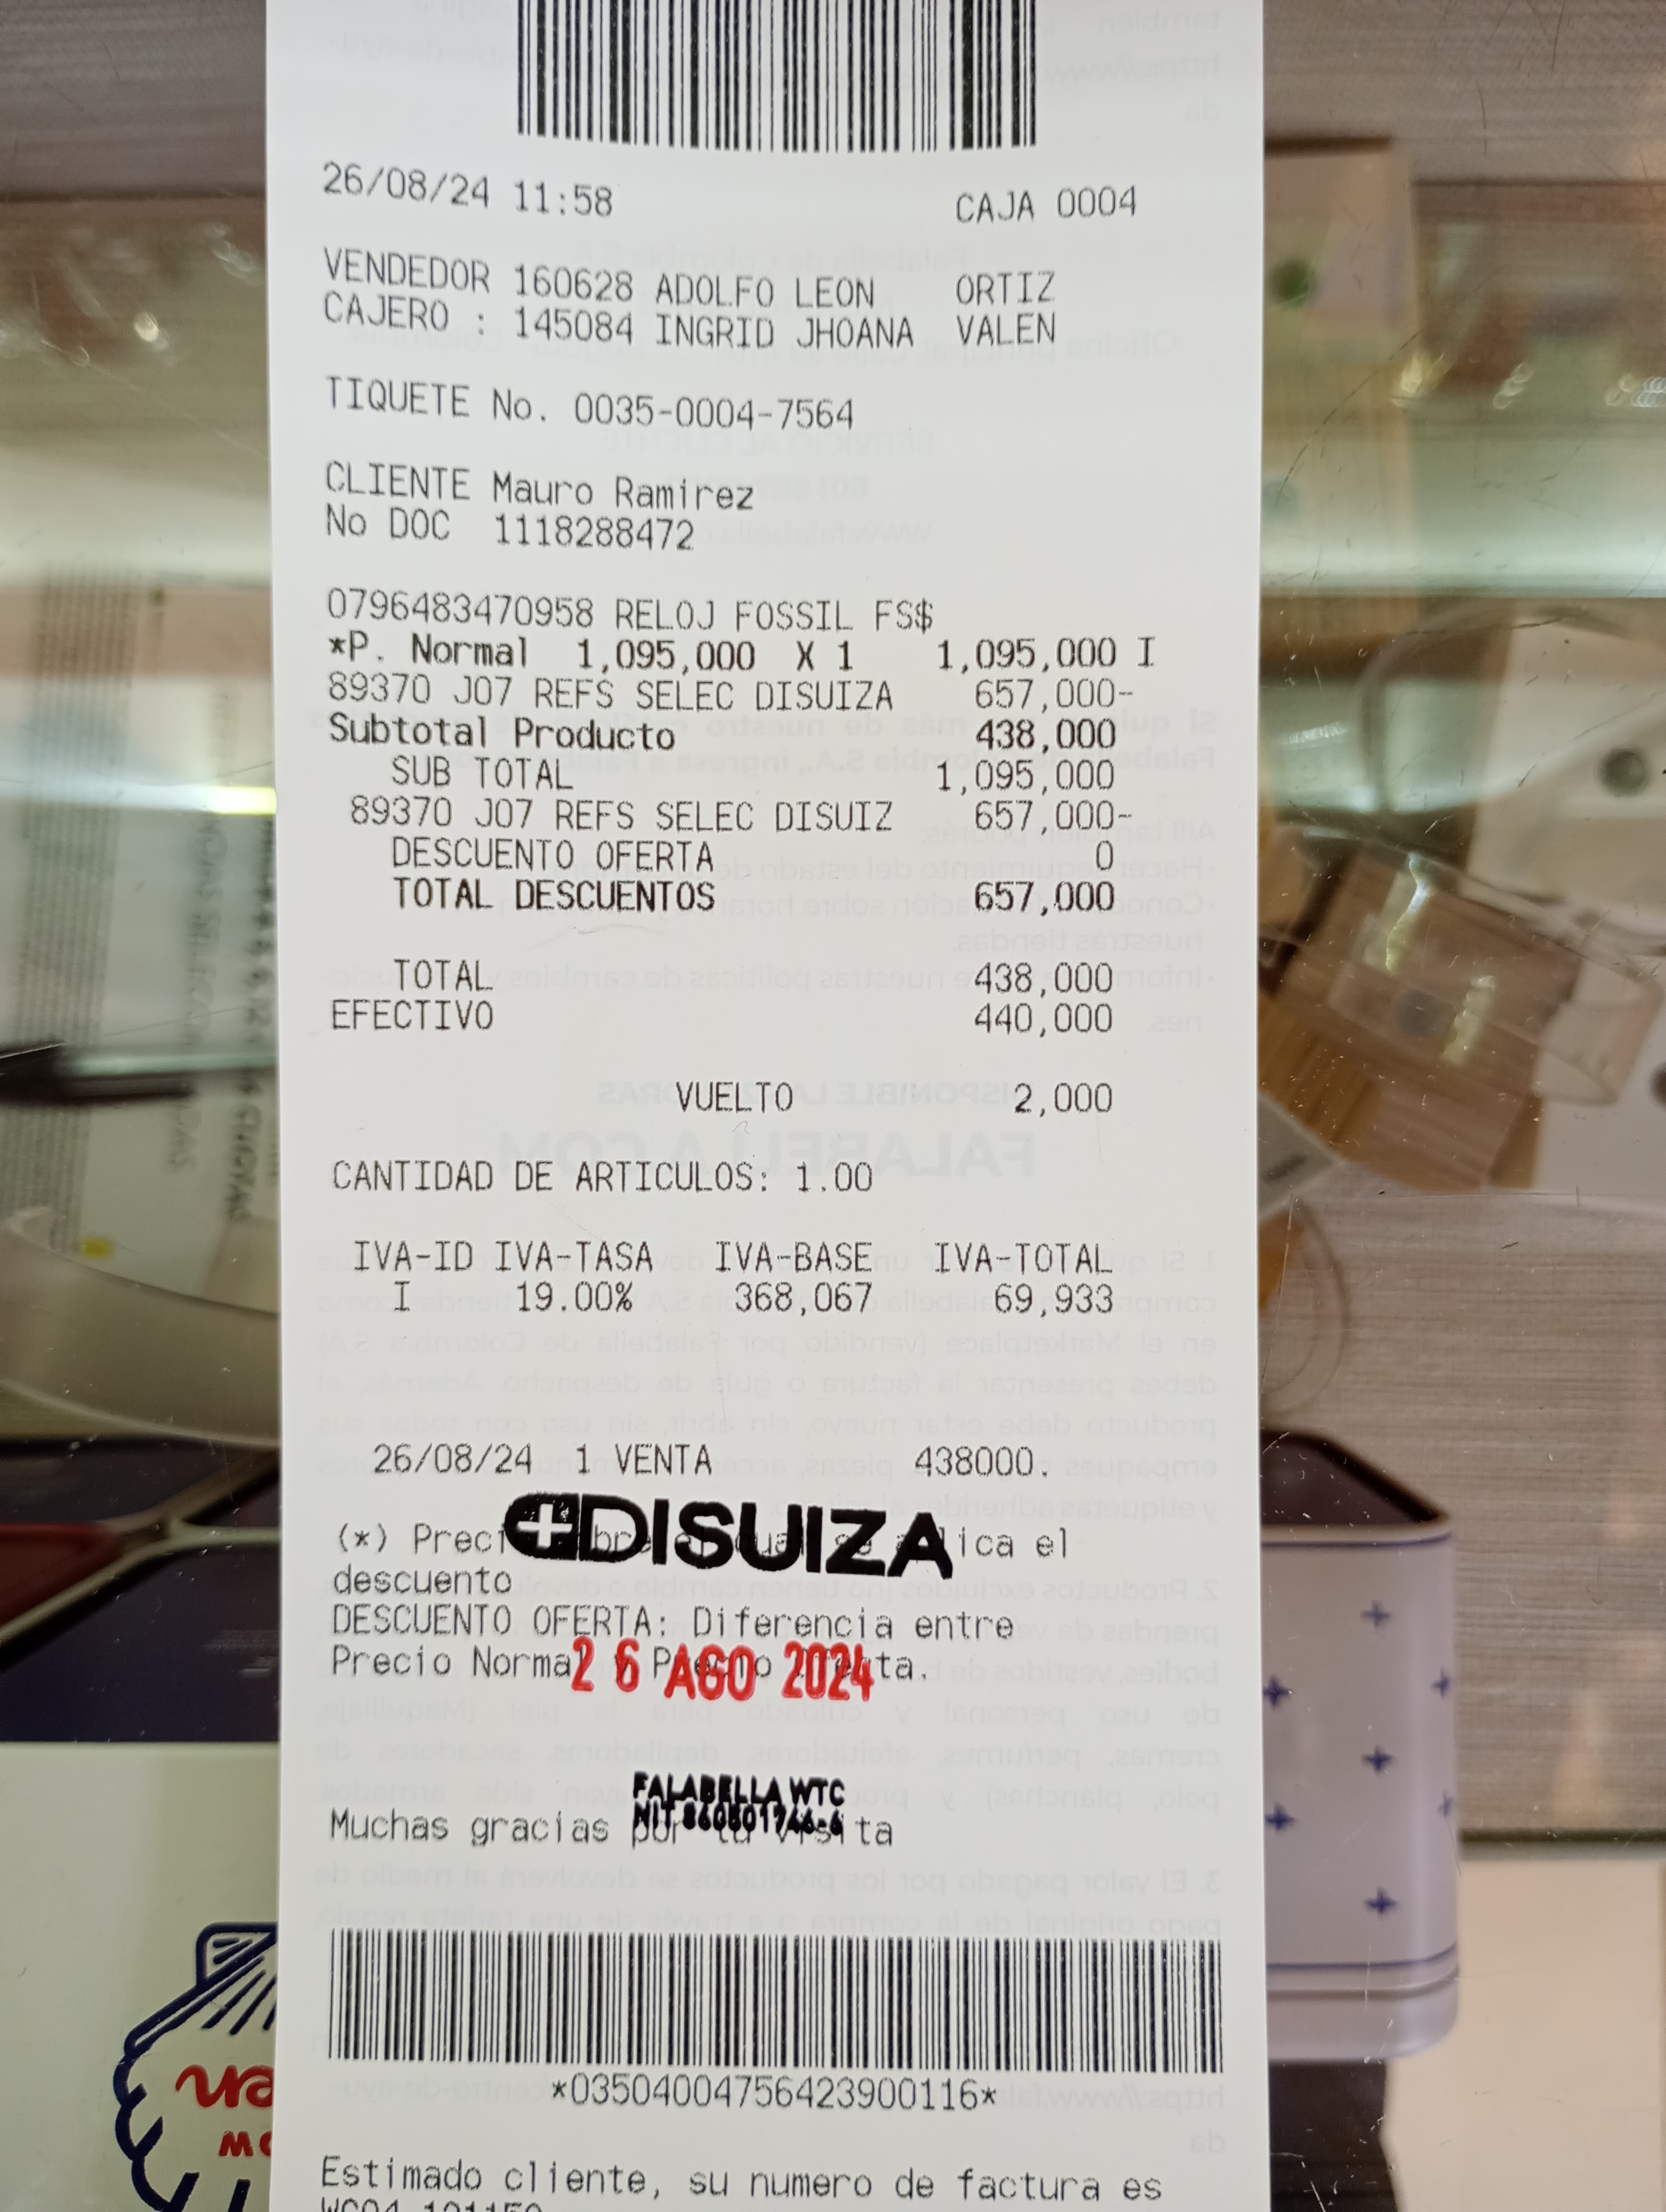 26/08/24 11:58 CAJA 0004
VENDEDOR 160628 ADOLFO LEON ORTIZ
CAJERO : 145084 INGRID JHOANA VALEN
TIQUETE No. 0035-0004-7564
CLIENTE Mauro Ramirez
No DOC 1118288472
0796483470958 RELOJ FOSSIL FS$
*P. Normal 1,095,000 X 1 1,095,000 I
89370 J07 REFS SELEC DISUIZA 657,000-
Subtotal Producto 438,000
SUB TOTAL 1,095,000
89370 J07 REFS SELEC DISUIZ 657,000-
DESCUENTO OFERTA 0
TOTAL DESCUENTOS 657,000
TOTAL 438,000
EFECTIVO 440,000
VUELTO 2,000
CANTIDAD DE ARTICULOS: 1.00
IVA-ID IVA-TASA IVA-BASE IVA-TOTAL
I 19.00% 368,067 69,933
26/08/24 1 VENTA 438000.
DISUIZA
(*) el
descuento
DESCUENTO OFERTA: Diferencia entre
Precio Normal
26 AGO 2024
FALABELLA WTC
Muchas gracias por tu visita
*03504004756423900116*
Estimado cliente, su numero de factura es